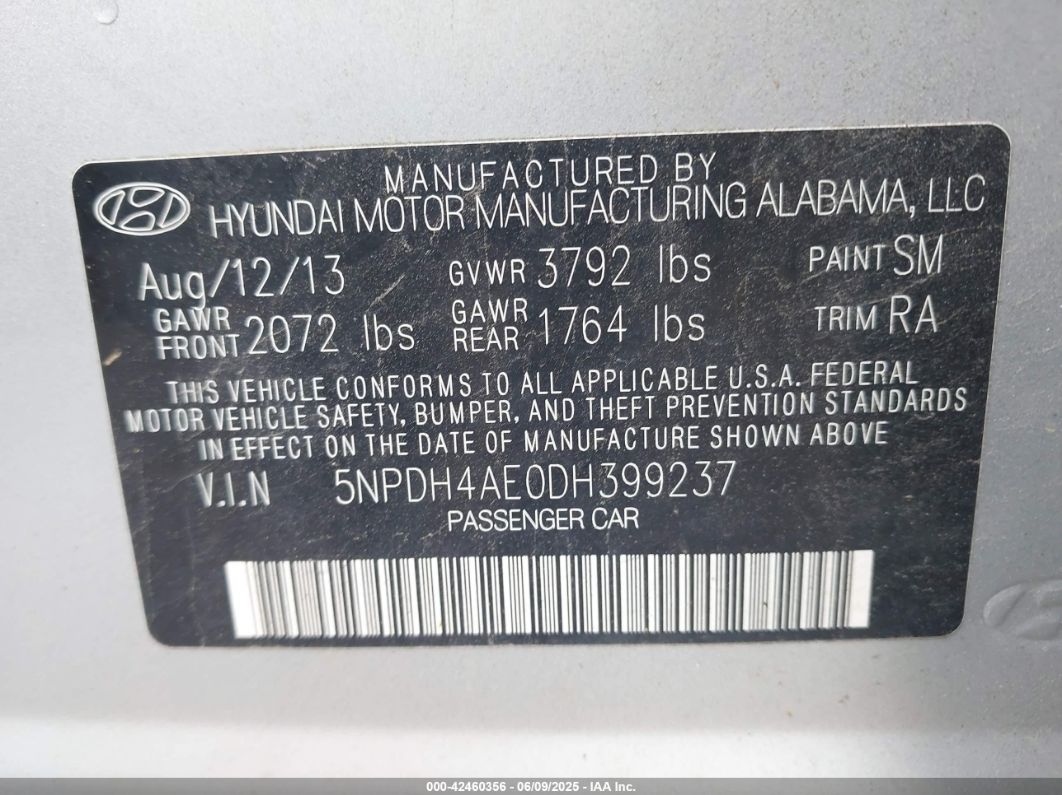 MANUFACTURED BY
HYUNDAI MOTOR MANUFACTURING ALABAMA, LLC
Aug/12/13 GVWR 3792 lbs PAINT SM
GAWR FRONT 2072 lbs GAWR REAR 1764 lbs TRIM RA
THIS VEHICLE CONFORMS TO ALL APPLICABLE U.S.A. FEDERAL
MOTOR VEHICLE SAFETY, BUMPER, AND THEFT PREVENTION STANDARDS
IN EFFECT ON THE DATE OF MANUFACTURE SHOWN ABOVE
V.I.N 5NPDH4AE0DH399237
PASSENGER CAR
000-42460356 - 06/09/2025 - IAA Inc.